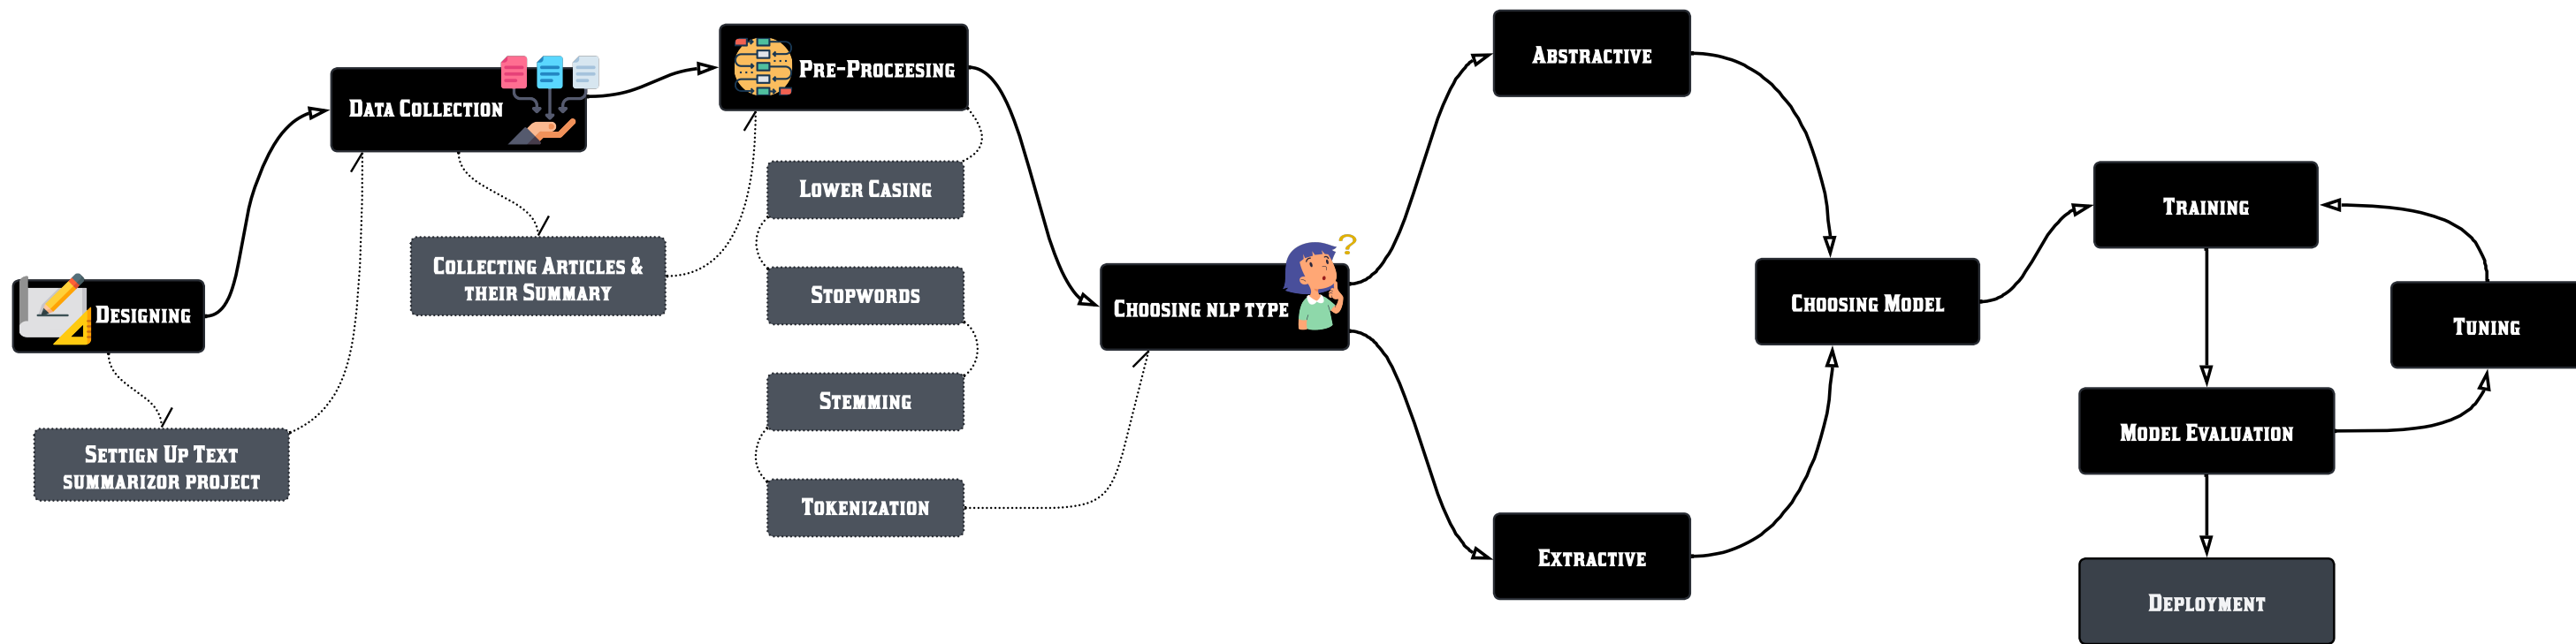 Designing
Settign Up Text
summarizor project
Data Collection
Collecting Articles &
their Summary
Pre-Proceesing
Lower Casing
Stopwords
Stemming
Tokenization
Choosing nlp type
?
Abstractive
Extractive
Choosing Model
Training
Model Evaluation
Tuning
Deployment